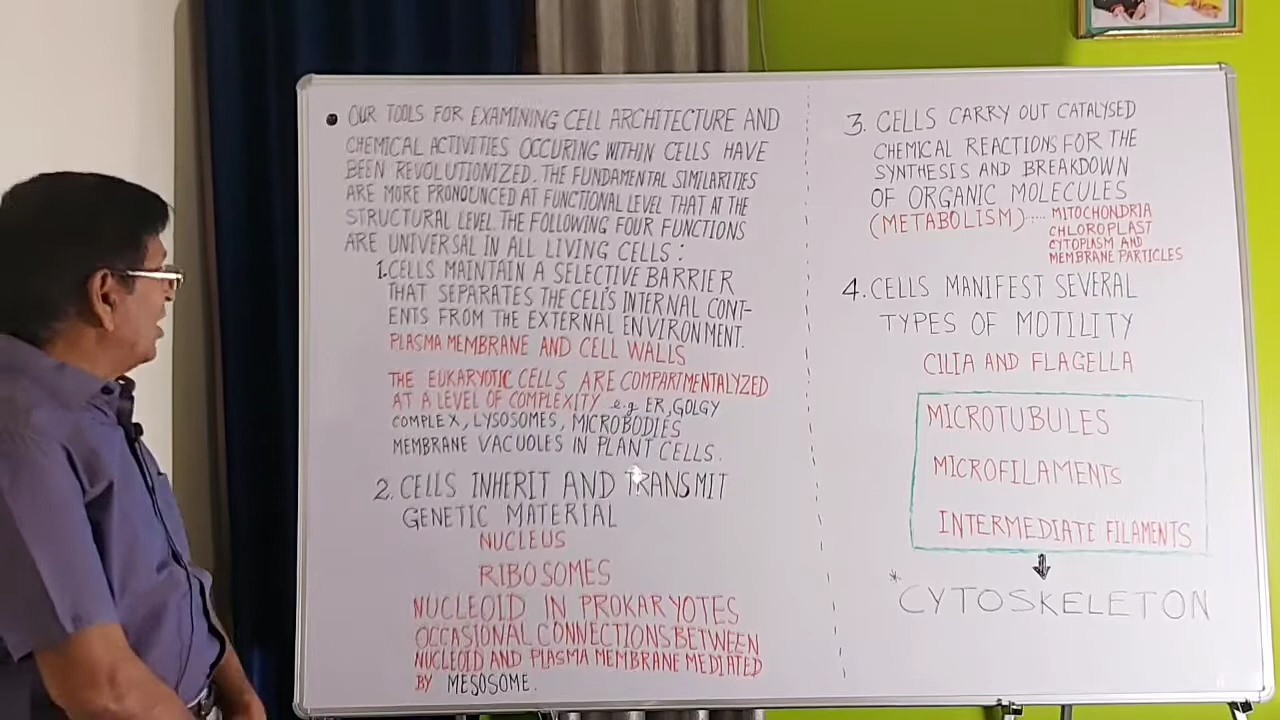 • OUR TOOLS FOR EXAMINING CELL ARCHITECTURE AND
CHEMICAL ACTIVITIES OCCURING WITHIN CELLS HAVE
BEEN REVOLUTIONIZED. THE FUNDAMENTAL SIMILARITIES
ARE MORE PRONOUNCED AT FUNCTIONAL LEVEL THAT AT THE
STRUCTURAL LEVEL. THE FOLLOWING FOUR FUNCTIONS
ARE UNIVERSAL IN ALL LIVING CELLS:
1. CELLS MAINTAIN A SELECTIVE BARRIER
THAT SEPARATES THE CELL'S INTERNAL CONT-
ENTS FROM THE EXTERNAL ENVIRONMENT.
PLASMA MEMBRANE AND CELL WALLS
THE EUKARYOTIC CELLS ARE COMPARTMENTALYZED
AT A LEVEL OF COMPLEXITY e.g ER, GOLGY
COMPLEX, LYSOSOMES, MICROBODIES
MEMBRANE VACUOLES IN PLANT CELLS.
2. CELLS INHERIT AND TRANSMIT
GENETIC MATERIAL
NUCLEUS
RIBOSOMES
NUCLEOID IN PROKARYOTES
OCCASIONAL CONNECTIONS BETWEEN
NUCLEOID AND PLASMA MEMBRANE MEDIATED
BY MESOSOME.
3. CELLS CARRY OUT CATALYSED
CHEMICAL REACTIONS FOR THE
SYNTHESIS AND BREAKDOWN
OF ORGANIC MOLECULES
(METABOLISM)..... MITOCHONDRIA
CHLOROPLAST
CYTOPLASM AND
MEMBRANE PARTICLES
4. CELLS MANIFEST SEVERAL
TYPES OF MOTILITY
CILIA AND FLAGELLA
MICROTUBULES
MICROFILAMENTS
INTERMEDIATE FILAMENTS
* CYTOSKELETON